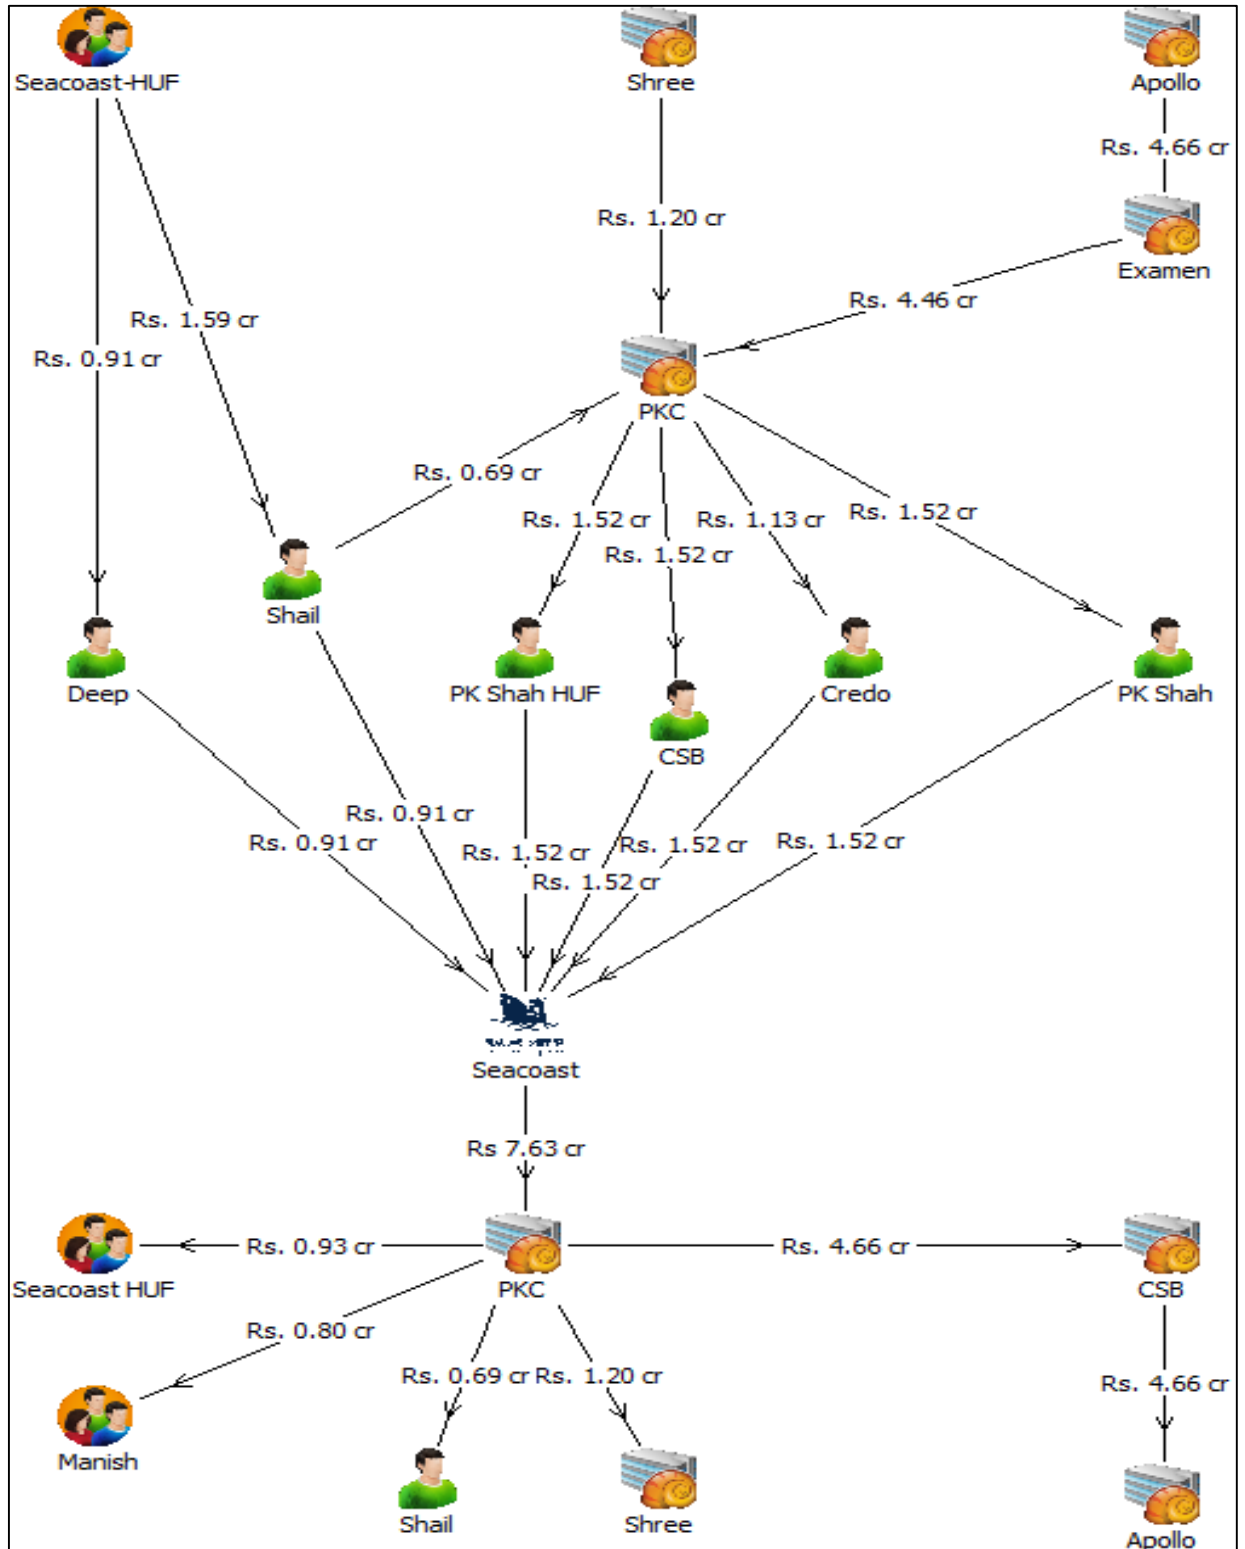 Seacoast-HUF
Shree
Apollo
Rs. 4.66 cr
Rs. 1.20 cr
Examen
Rs. 4.46 cr
Rs. 1.59 cr
Rs. 0.91 cr
PKC
Rs. 0.69 cr
Rs. 1.52 cr
Rs. 1.13 cr
Rs. 1.52 cr
Rs. 1.52 cr
Shail
Deep
PK Shah HUF
Credo
PK Shah
CSB
Rs. 0.91 cr
Rs. 0.91 cr
Rs. 1.52 cr
Rs. 1.52 cr
Rs. 1.52 cr
Rs. 1.52 cr
Seacoast
Rs 7.63 cr
Rs. 0.93 cr
Rs. 4.66 cr
Seacoast HUF
PKC
CSB
Rs. 0.80 cr
Rs. 0.69 cr
Rs. 1.20 cr
Rs. 4.66 cr
Manish
Shail
Shree
Apollo